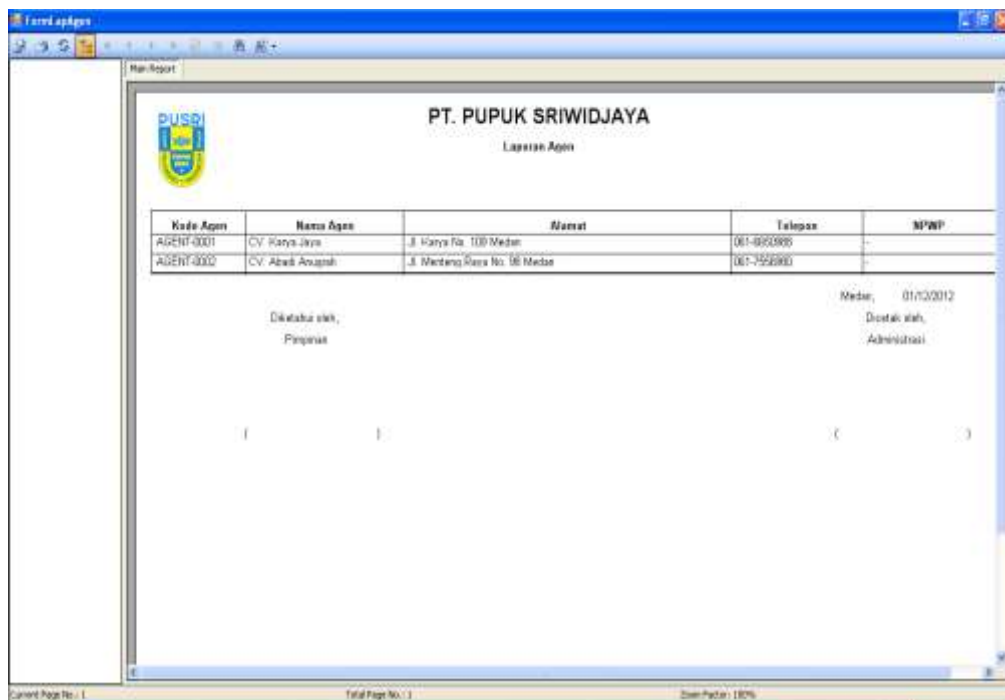 FormLapAgen
Main Report
PUSRI
PT. PUPUK SRIWIDJAYA
Laporan Agen
Kode Agen Nama Agen Alamat Telepon NPWP
AGENT-0001 CV. Karya Jaya Jl. Karya No. 100 Medan -
AGENT-0002 CV. Abadi Anugrah Jl. Menteng Raya No. 98 Medan -
Medan, 01/12/2012
Diketahui oleh, Dicetak oleh,
Pimpinan Administrasi
( ) ( )
Current Page No.: 1 Total Page No.: 1 Zoom Factor: 100%